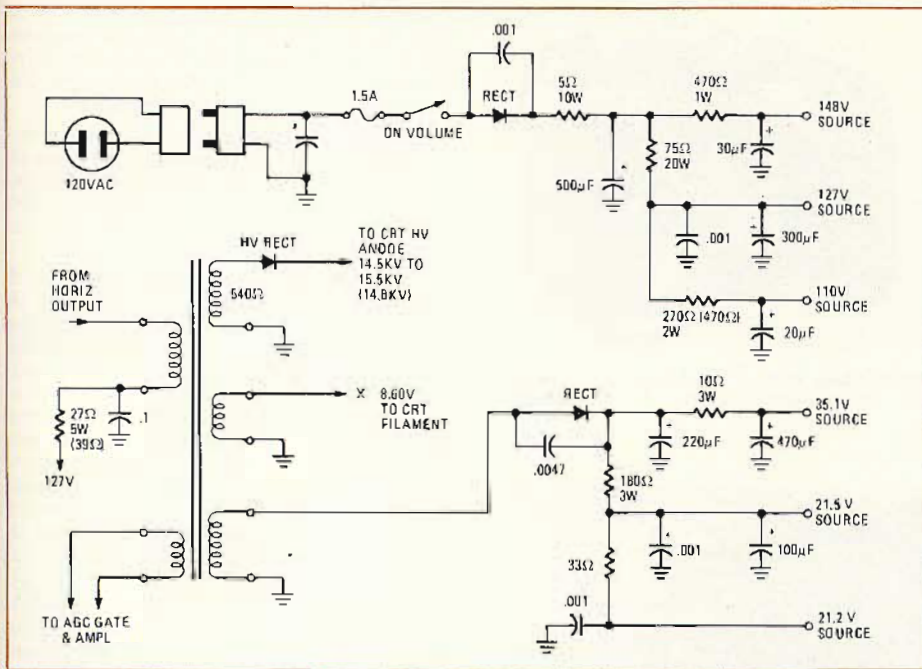 .001
1.5A
RECT
5Ω
10W
470Ω
1W
148V
SOURCE
ON VOLUME
30µF
75Ω
20W
120VAC
500µF
127V
SOURCE
.001
300µF
HV RECT
TO CRT HV
ANODE
14.5KV TO
15.5KV
(14.8KV)
FROM
HORIZ
OUTPUT
540Ω
110V
SOURCE
270Ω (470Ω)
2W
20µF
X 8.60V
TO CRT
FILAMENT
27Ω
5W
(39Ω)
.1
127V
RECT
10Ω
3W
35.1V
SOURCE
220µF
470µF
.0047
180Ω
3W
21.5 V
SOURCE
.001
100µF
33Ω
TO AGC GATE
& AMPL
.001
21.2 V
SOURCE